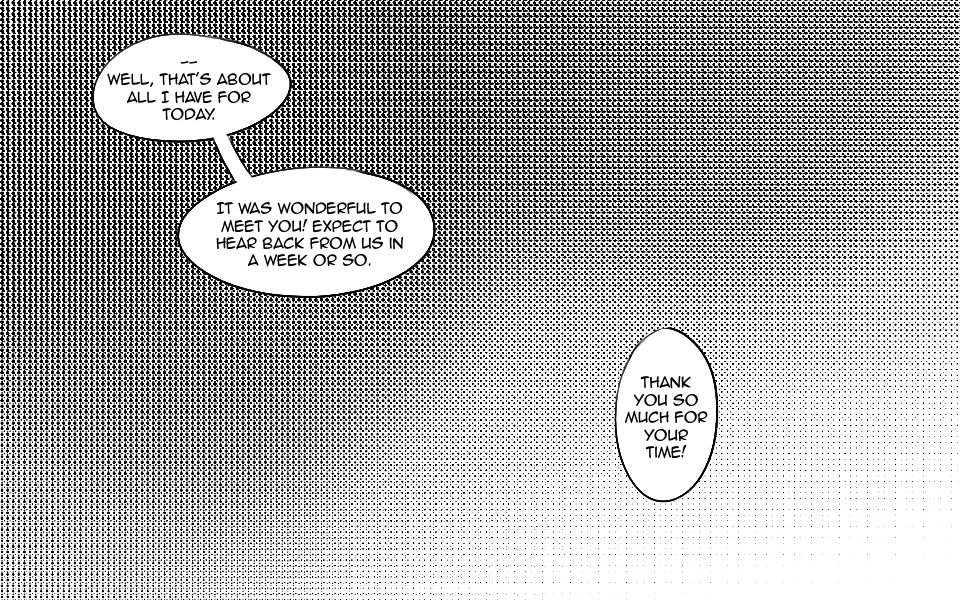 --
WELL, THAT'S ABOUT
ALL I HAVE FOR
TODAY.
IT WAS WONDERFUL TO
MEET YOU! EXPECT TO
HEAR BACK FROM US IN
A WEEK OR SO.
THANK
YOU SO
MUCH FOR
YOUR
TIME!